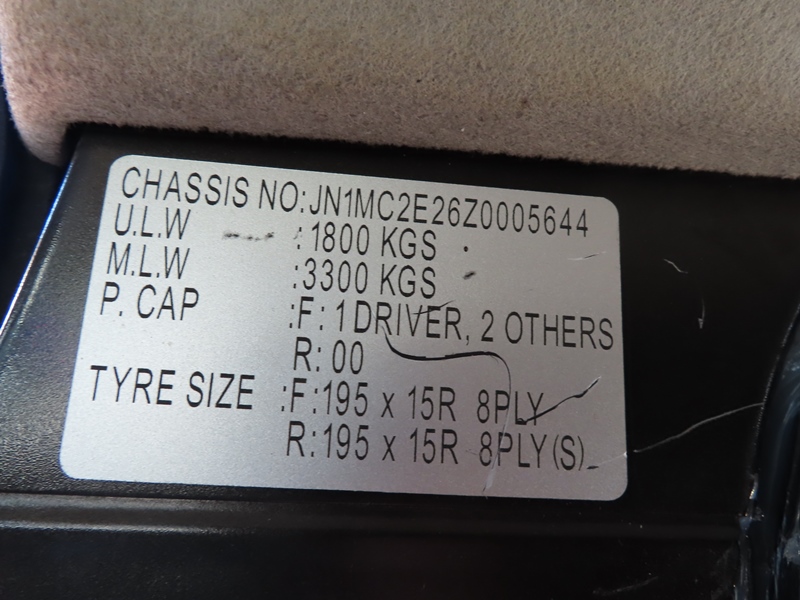 CHASSIS NO:JN1MC2E26Z0005644
U.L.W :1800 KGS
M.L.W :3300 KGS
P. CAP :F: 1 DRIVER, 2 OTHERS
R: 00
TYRE SIZE :F:195 x 15R 8PLY
R:195 x 15R 8PLY(S)